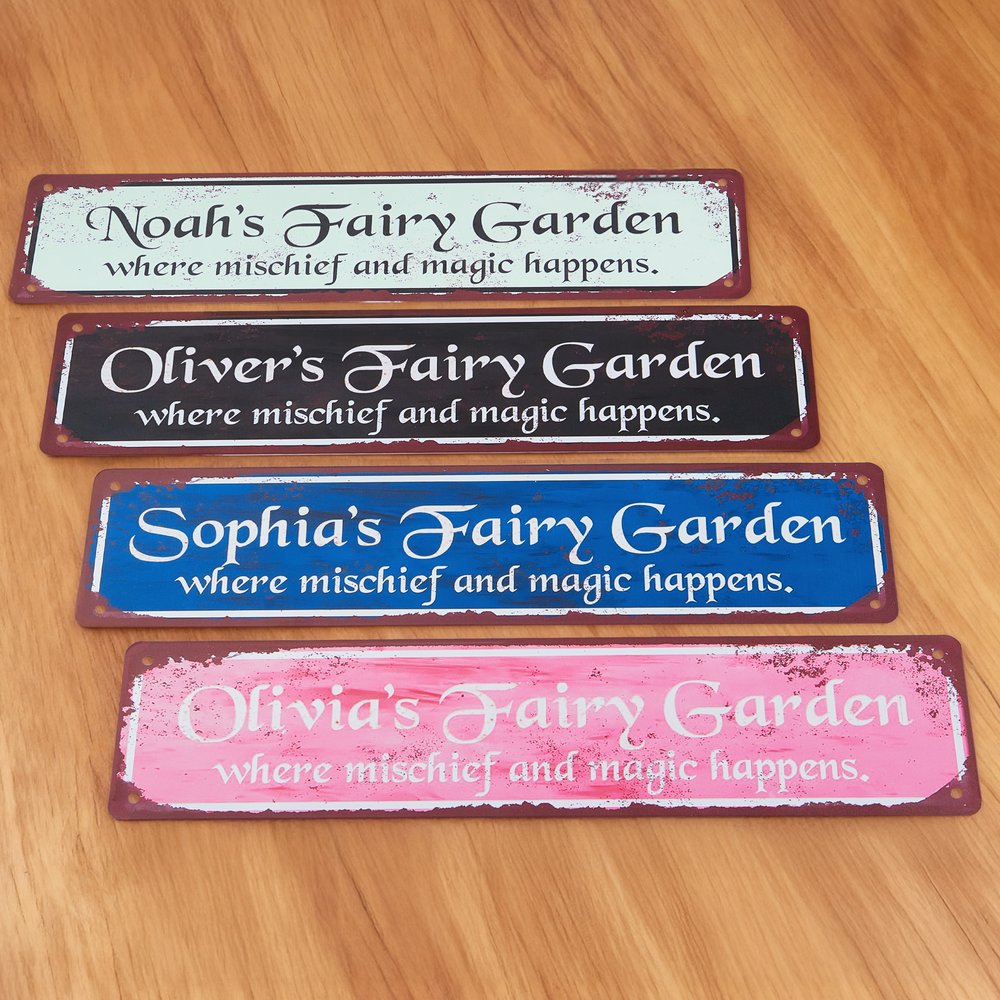 Noah's Fairy Garden
where mischief and magic happens.
Oliver's Fairy Garden
where mischief and magic happens.
Sophia's Fairy Garden
where mischief and magic happens.
Olivia's Fairy Garden
where mischief and magic happens.